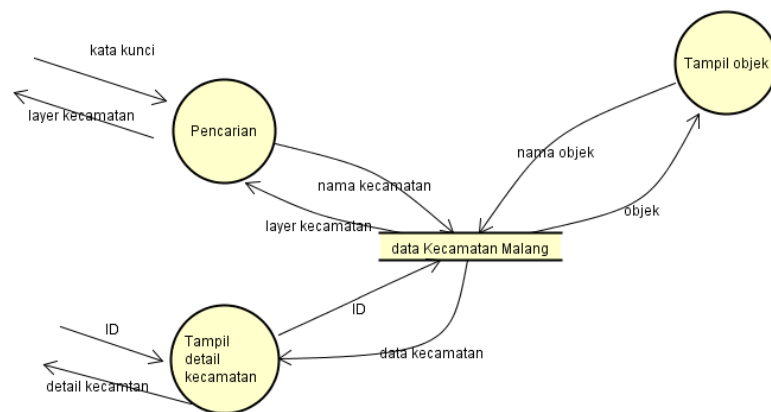 kata kunci
Tampil objek
layer kecamatan
Pencarian
nama objek
nama kecamatan
objek
layer kecamatan
data Kecamatan Malang
ID
ID
Tampil
detail
kecamatan
data kecamatan
detail kecamtan